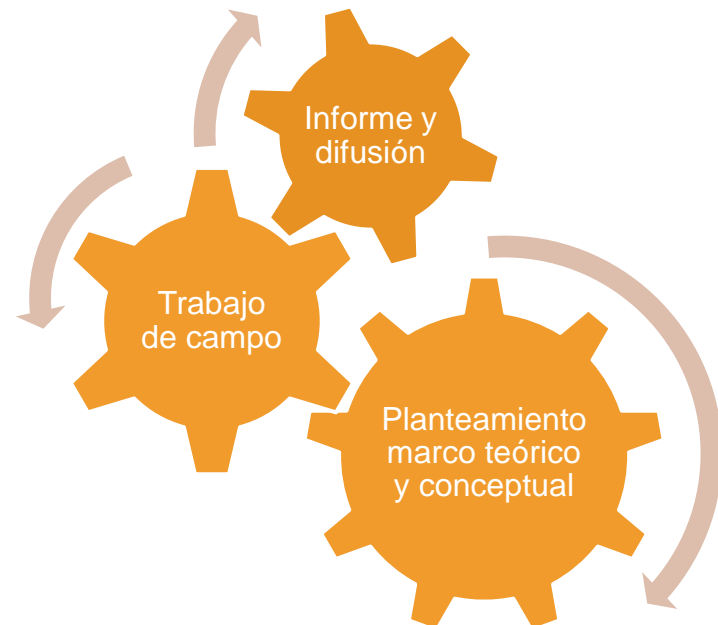 Informe y
difusión
Trabajo
de campo
Planteamiento
marco teórico
y conceptual